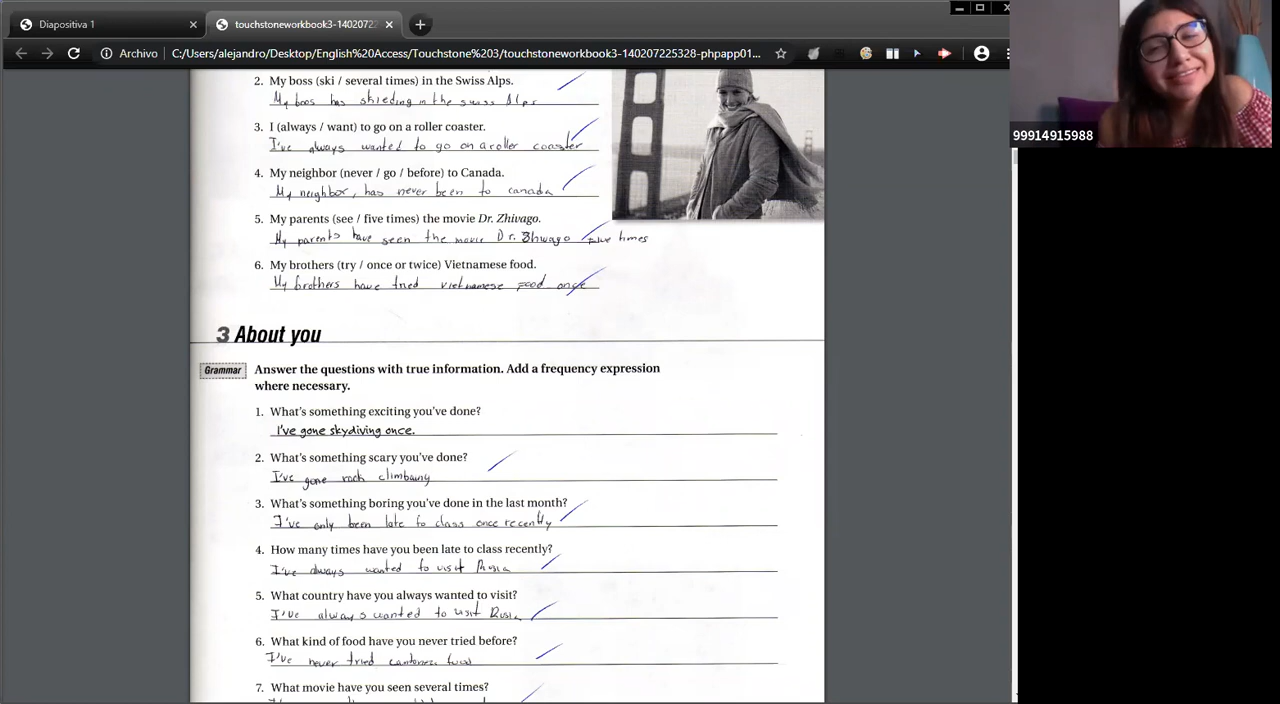 Diapositiva 1
touchstoneworkbook3-14020722
Archivo
C:/Users/alejandro/Desktop/English%20Access/Touchstone%203/touchstoneworkbook3-140207225328-phpapp01...
99914915988
2. My boss (ski / several times) in the Swiss Alps.
My boos has skieding in the swiss Alps
3. I (always / want) to go on a roller coaster.
I've always wanted to go on a roller coaster
4. My neighbor (never / go / before) to Canada.
My neighbor, has never been to canada
5. My parents (see / five times) the movie Dr. Zhivago.
My parents have seen the movie Dr. Zhivago Five times
6. My brothers (try / once or twice) Vietnamese food.
My brothers have tried vietnamese food once
3 About you
Grammar
Answer the questions with true information. Add a frequency expression
where necessary.
1. What's something exciting you've done?
I've gone skydiving once.
2. What's something scary you've done?
I've gone rock climbaing
3. What's something boring you've done in the last month?
I've only been late to class once recently
4. How many times have you been late to class recently?
I've always wanted to visit Rusia
5. What country have you always wanted to visit?
I've always wanted to visit Rusia
6. What kind of food have you never tried before?
I've never tried food
7. What movie have you seen several times?